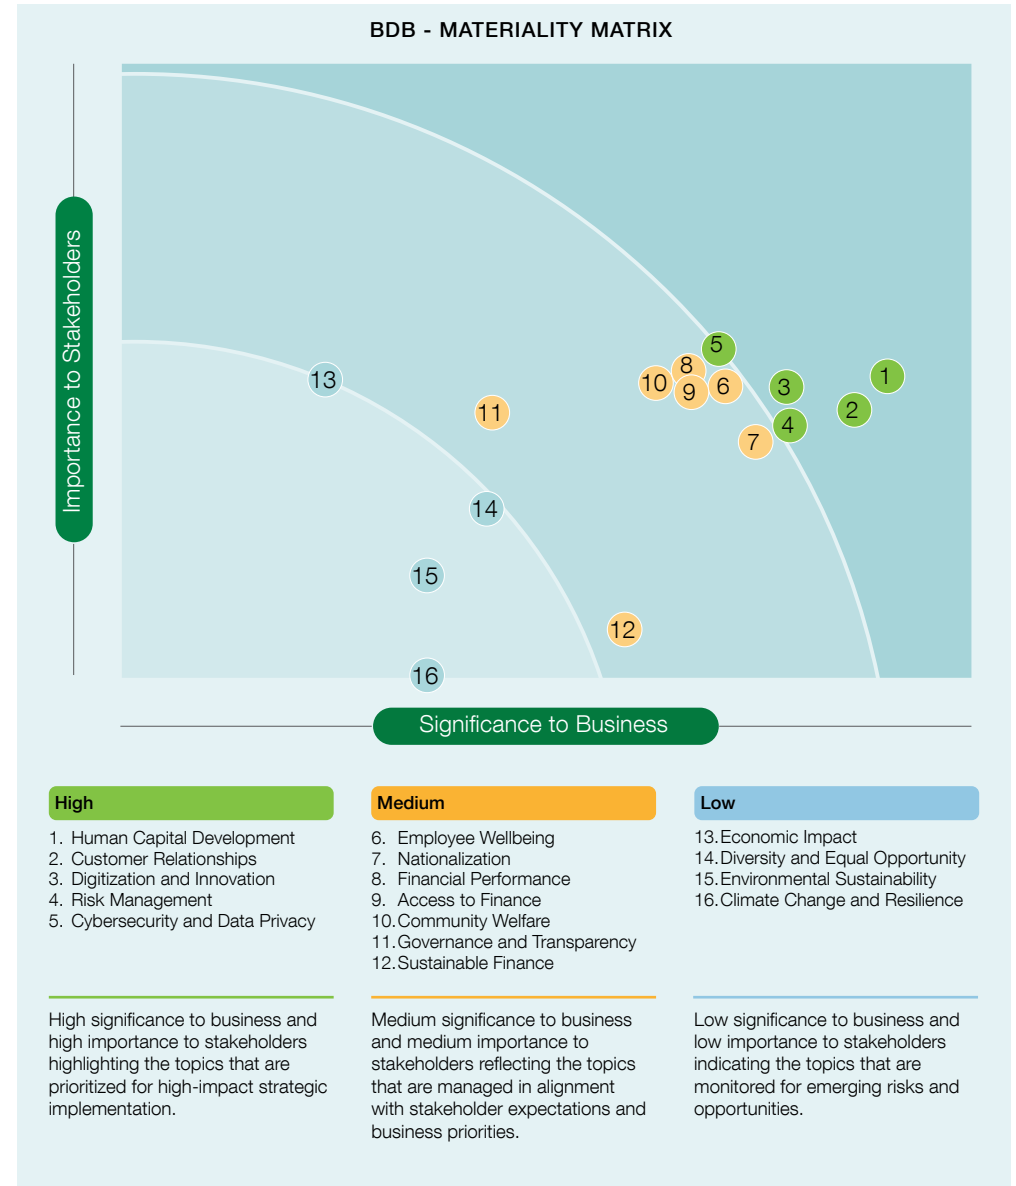 BDB - MATERIALITY MATRIX
Importance to Stakeholders
5
8
1
13
10
6
3
9
11
2
4
7
14
15
12
16
Significance to Business
High
1. Human Capital Development
2. Customer Relationships
3. Digitization and Innovation
4. Risk Management
5. Cybersecurity and Data Privacy
High significance to business and
high importance to stakeholders
highlighting the topics that are
prioritized for high-impact strategic
implementation.
Medium
6. Employee Wellbeing
7. Nationalization
8. Financial Performance
9. Access to Finance
10.Community Welfare
11.Governance and Transparency
12.Sustainable Finance
Medium significance to business
and medium importance to
stakeholders reflecting the topics
that are managed in alignment
with stakeholder expectations and
business priorities.
Low
13.Economic Impact
14.Diversity and Equal Opportunity
15.Environmental Sustainability
16.Climate Change and Resilience
Low significance to business and
low importance to stakeholders
indicating the topics that are
monitored for emerging risks and
opportunities.